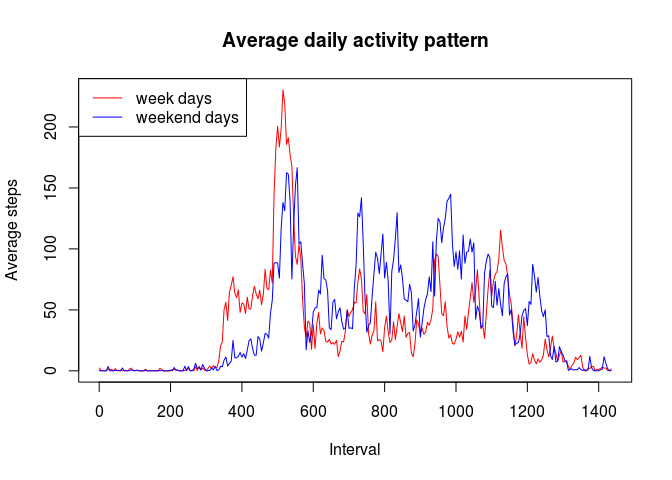 Average daily activity pattern
week days
weekend days
Average steps
200
150
100
50
0
0 200 400 600 800 1000 1200 1400
Interval